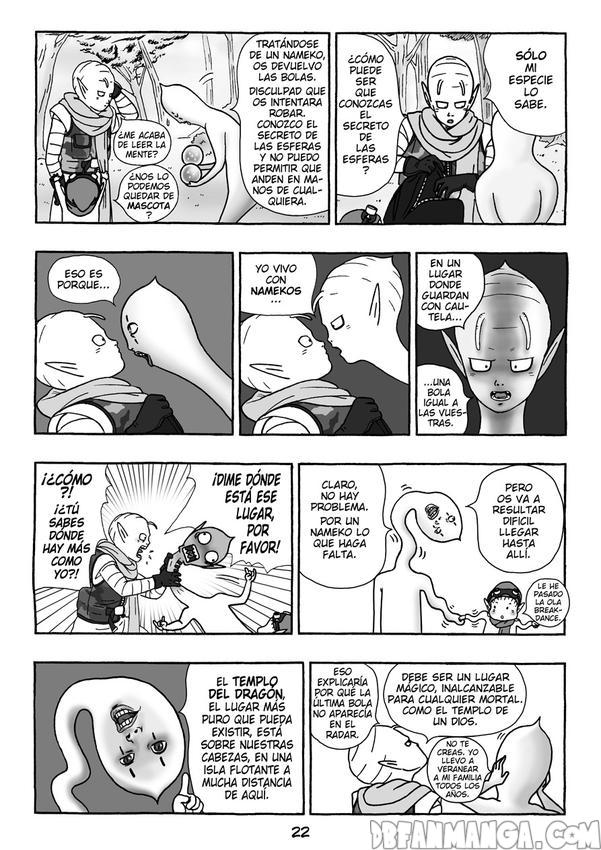 TRATÁNDOSE
DE UN NAMEKO,
OS DEVUELVO
LAS BOLAS.
DISCULPAD
QUE OS
INTENTARA
ROBAR.
CONOZCO EL
SECRETO DE
LAS ESFERAS
Y NO PUEDO
PERMITIR QUE
ANDEN EN MA-
NOS DE CUAL-
QUIERA.
¿ME ACABA
DE LEER LA
MENTE?
¿NOS LO
PODEMOS
QUEDAR DE
MASCOTA
?
¿CÓMO
PUEDE
SER
QUE
CONOZCAS
EL
SECRETO
DE LAS
ESFERAS
?
SÓLO
MI
ESPECIE
LO
SABE.
ESO ES
PORQUE...
YO VIVO
CON
NAMEKOS...
EN UN
LUGAR
DONDE
GUARDAN
CON CAU-
TELA...
...UNA
BOLA
IGUAL A
LAS VUES-
TRAS.
¡¿CÓMO
?!
¡¿TÚ
SABES
DÓNDE
HAY MÁS
COMO
YO?!
¡DIME DÓNDE
ESTÁ ESE
LUGAR,
POR
FAVOR!
CLARO,
NO HAY
PROBLEMA.
POR UN
NAMEKO
LO QUE
HAGA
FALTA.
PERO
OS VA A
RESULTAR
DIFICIL
LLEGAR
HASTA
ALLÍ.
LE HE
PASADO
LA OLA
BREAK-
DANCE.
EL TEMPLO
DEL DRAGÓN,
EL LUGAR MÁS
PURO QUE PUEDA
EXISTIR, ESTÁ
SOBRE NUESTRAS
CABEZAS, EN UNA
ISLA FLOTANTE A
MUCHA DISTANCIA
DE AQUÍ.
ESO
EXPLICARÍA
POR QUÉ LA
ÚLTIMA BOLA
NO APARECÍA
EN EL
RADAR.
DEBE SER UN LUGAR
MÁGICO, INALCANZABLE
PARA CUALQUIER MORTAL.
COMO EL TEMPLO DE
UN DIOS.
NO TE
CREAS. YO
LLEVO A
VERANEAR
A MI FAMILIA
TODOS LOS
AÑOS.
22
DBFANMANGA.COM